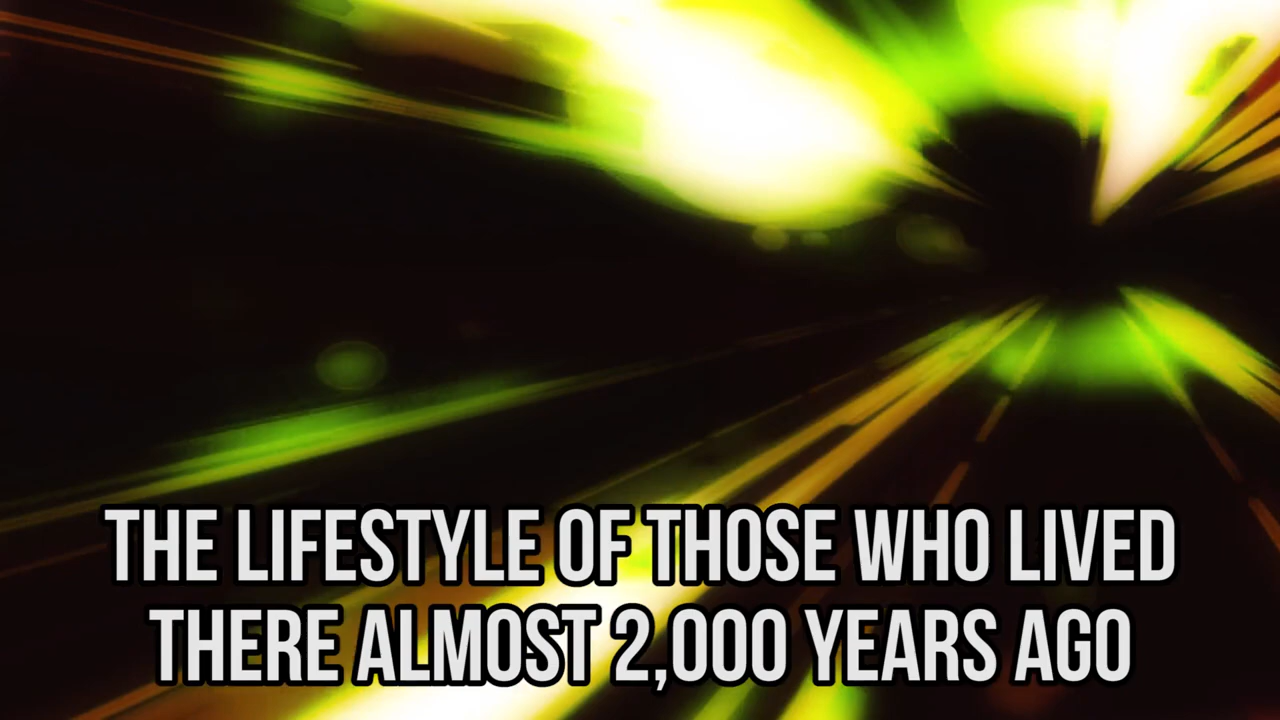 THE LIFESTYLE OF THOSE WHO LIVED
THERE ALMOST 2,000 YEARS AGO